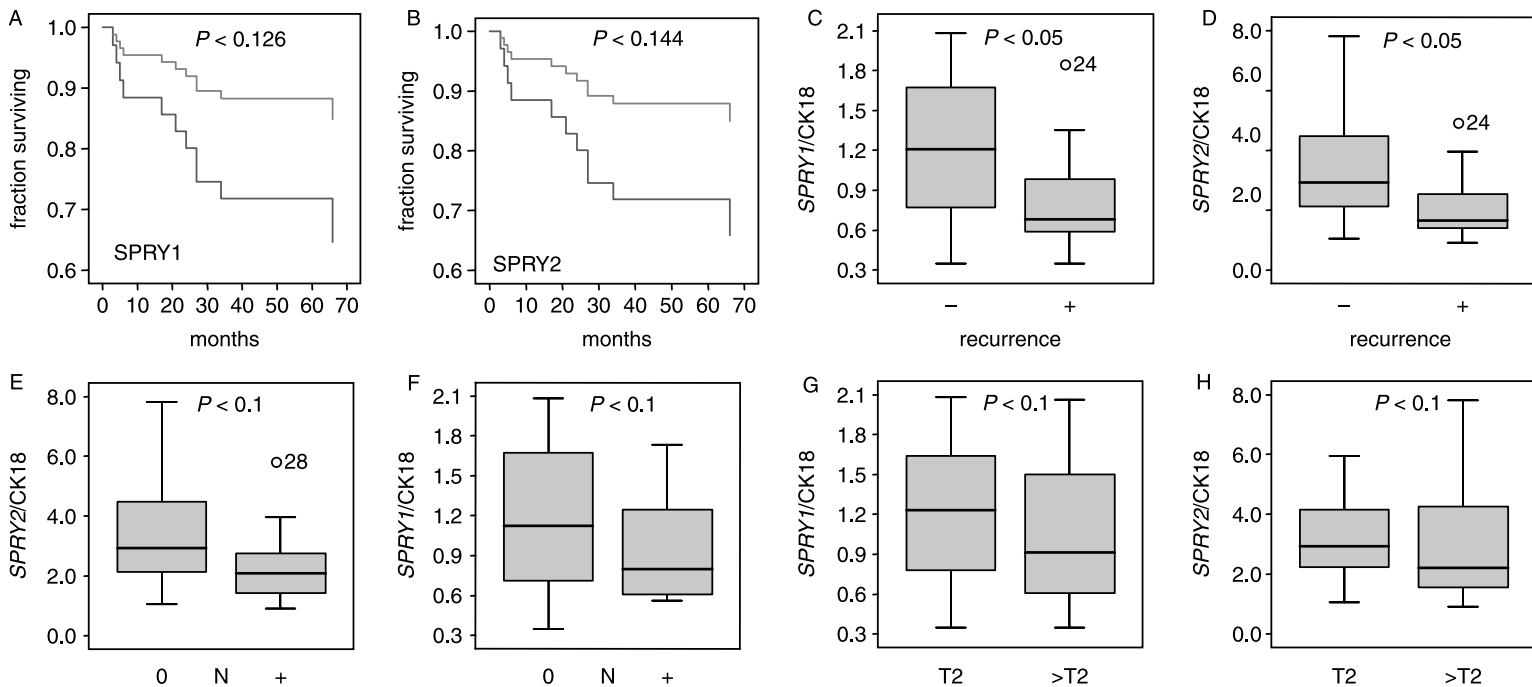 A
P < 0.126
fraction surviving
1.0
0.9
0.8
0.7
0.6
SPRY1
0 10 20 30 40 50 60 70
months
B
P < 0.144
fraction surviving
1.0
0.9
0.8
0.7
0.6
SPRY2
0 10 20 30 40 50 60 70
months
C
P < 0.05
SPRY1/CK18
2.1
1.8
1.5
1.2
0.9
0.6
0.3
24
– +
recurrence
D
P < 0.05
SPRY2/CK18
8.0
6.0
4.0
2.0
0.0
24
– +
recurrence
E
P < 0.1
SPRY2/CK18
8.0
6.0
4.0
2.0
0.0
28
0 N +
F
P < 0.1
SPRY1/CK18
2.1
1.8
1.5
1.2
0.9
0.6
0.3
0 N +
G
P < 0.1
SPRY1/CK18
2.1
1.8
1.5
1.2
0.9
0.6
0.3
T2 >T2
H
P < 0.1
SPRY2/CK18
8.0
6.0
4.0
2.0
0.0
T2 >T2